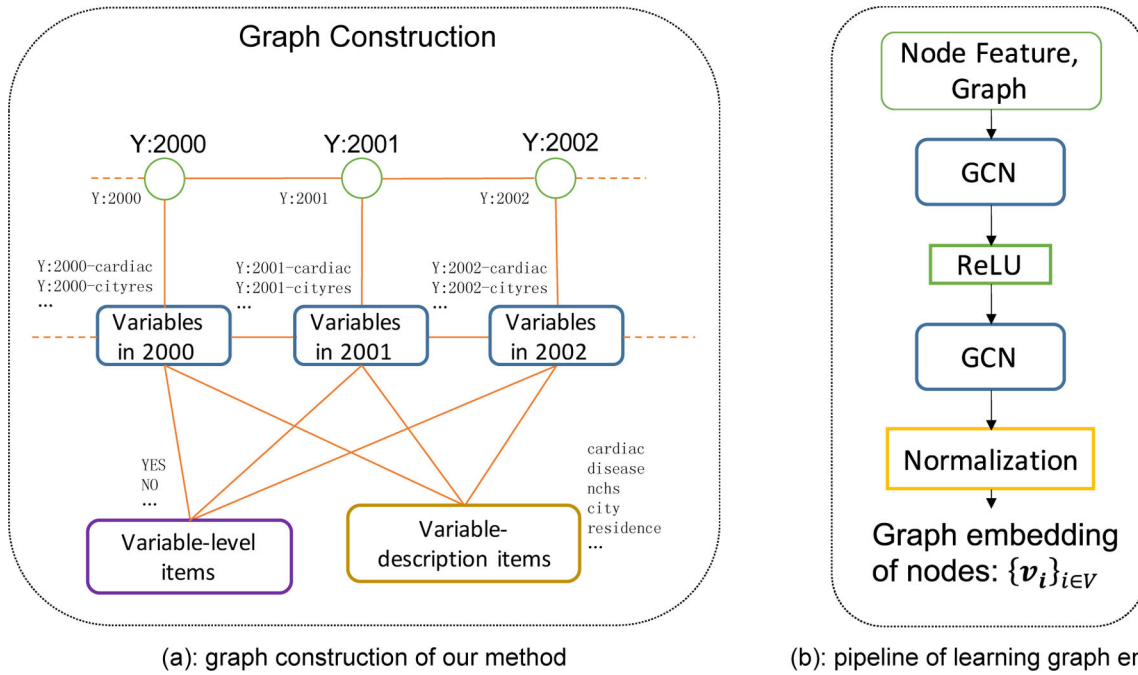 Graph Construction
Y:2000
Y:2001
Y:2002
Y:2000
Y:2001
Y:2002
Y:2000-cardiac
Y:2000-cityres
...
Y:2001-cardiac
Y:2001-cityres
...
Y:2002-cardiac
Y:2002-cityres
...
Variables
in 2000
Variables
in 2001
Variables
in 2002
YES
NO
...
cardiac
disease
nchs
city
residence
...
Variable-level
items
Variable-
description items
(a): graph construction of our method
Node Feature,
Graph
GCN
ReLU
GCN
Normalization
Graph embedding
of nodes: {v_i}_{i∈V}
(b): pipeline of learning graph em